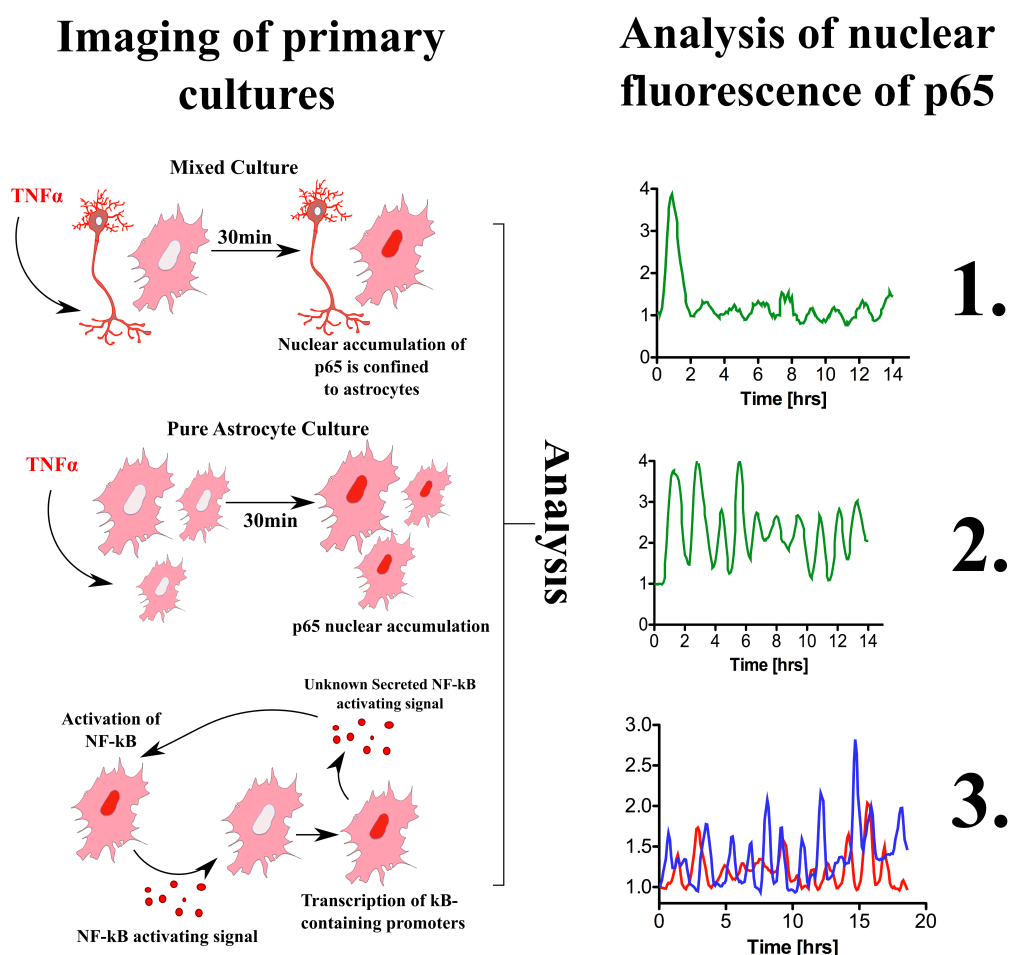 Imaging of primary
cultures
Mixed Culture
TNFα
30min
Nuclear accumulation of
p65 is confined
to astrocytes
Pure Astrocyte Culture
TNFα
30min
p65 nuclear accumulation
Unknown Secreted NF-kB
activating signal
Activation of
NF-kB
NF-kB activating signal
Transcription of kB-
containing promoters
Analysis
Analysis of nuclear
fluorescence of p65
4
3
2
1
0
0 2 4 6 8 10 12 14
Time [hrs]
1.
4
3
2
1
0
0 2 4 6 8 10 12 14
Time [hrs]
2.
3.0
2.5
2.0
1.5
1.0
0 5 10 15 20
Time [hrs]
3.